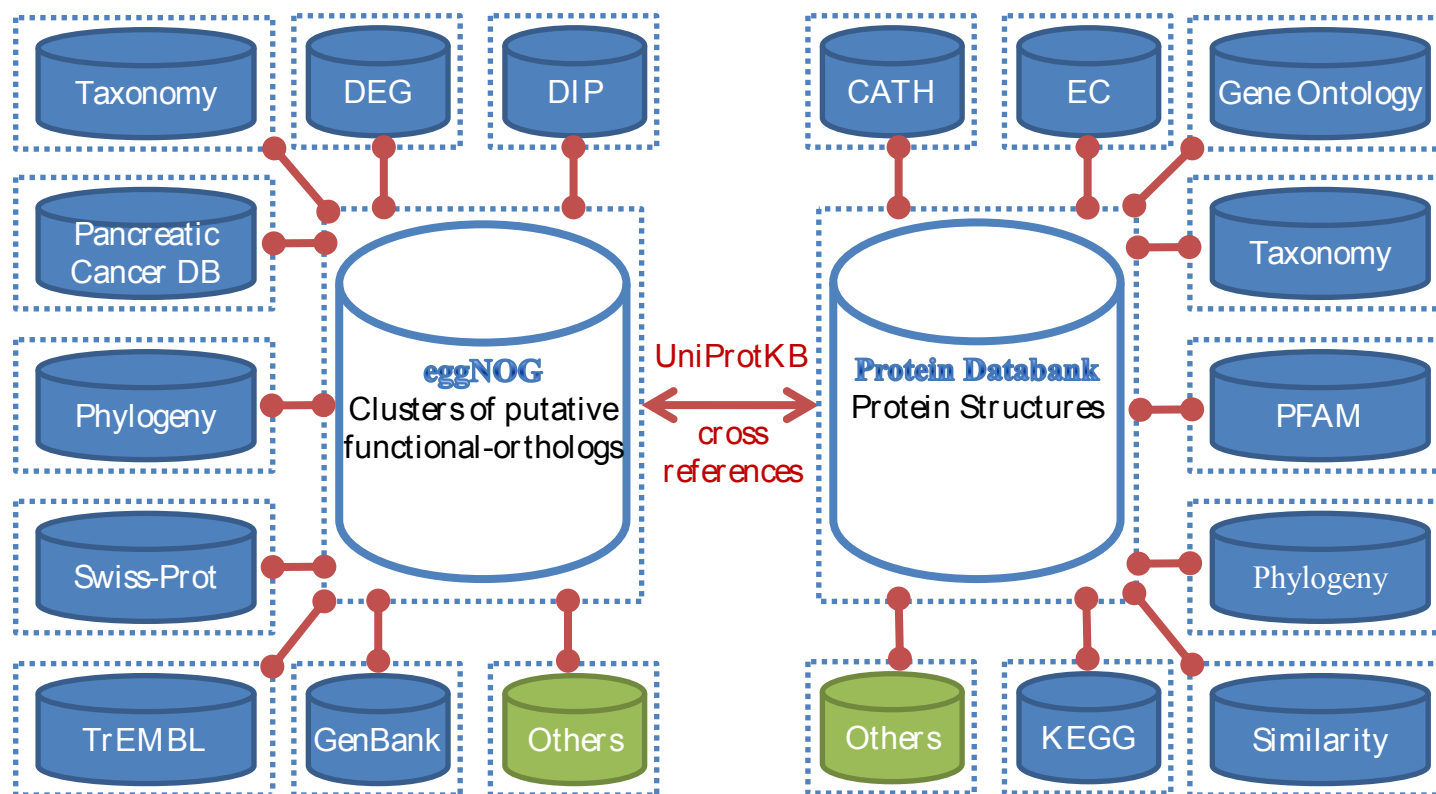 Taxonomy
DEG
DIP
CATH
EC
Gene Ontology
Pancreatic
Cancer DB
Taxonomy
eggNOG
Clusters of putative
functional-orthologs
UniProtKB
cross
references
Protein Databank
Protein Structures
Phylogeny
PFAM
Swiss-Prot
Phylogeny
TrEMBL
GenBank
Others
Others
KEGG
Similarity